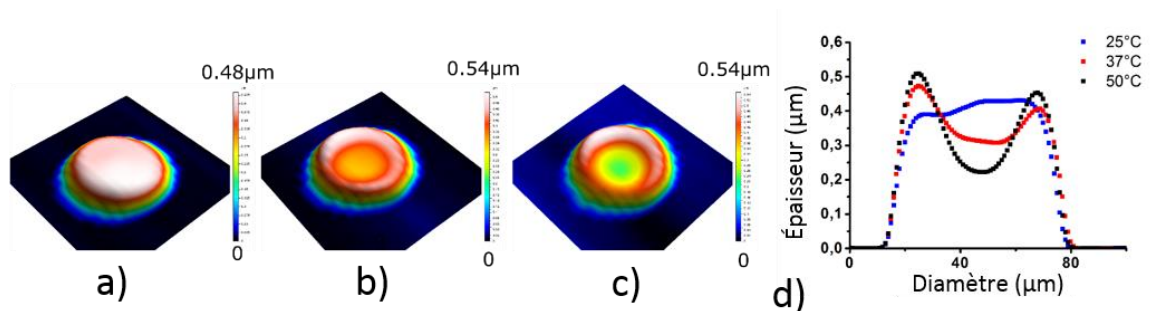 0.48µm
0
a)
0.54µm
0
b)
0.54µm
0
c)
d)
Épaisseur (µm)
0,6
0,5
0,4
0,3
0,2
0,1
0,0
0
40
80
Diamètre (µm)
25°C
37°C
50°C